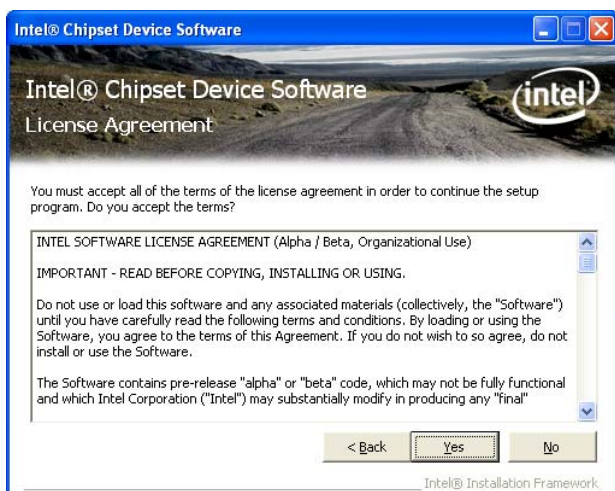 Intel® Chipset Device Software
Intel® Chipset Device Software
intel
License Agreement
You must accept all of the terms of the license agreement in order to continue the setup
program. Do you accept the terms?
INTEL SOFTWARE LICENSE AGREEMENT (Alpha / Beta, Organizational Use)
IMPORTANT - READ BEFORE COPYING, INSTALLING OR USING.
Do not use or load this software and any associated materials (collectively, the "Software")
until you have carefully read the following terms and conditions. By loading or using the
Software, you agree to the terms of this Agreement. If you do not wish to so agree, do not
install or use the Software.
The Software contains pre-release "alpha" or "beta" code, which may not be fully functional
and which Intel Corporation ("Intel") may substantially modify in producing any "final"
< Back Yes No
Intel® Installation Framework